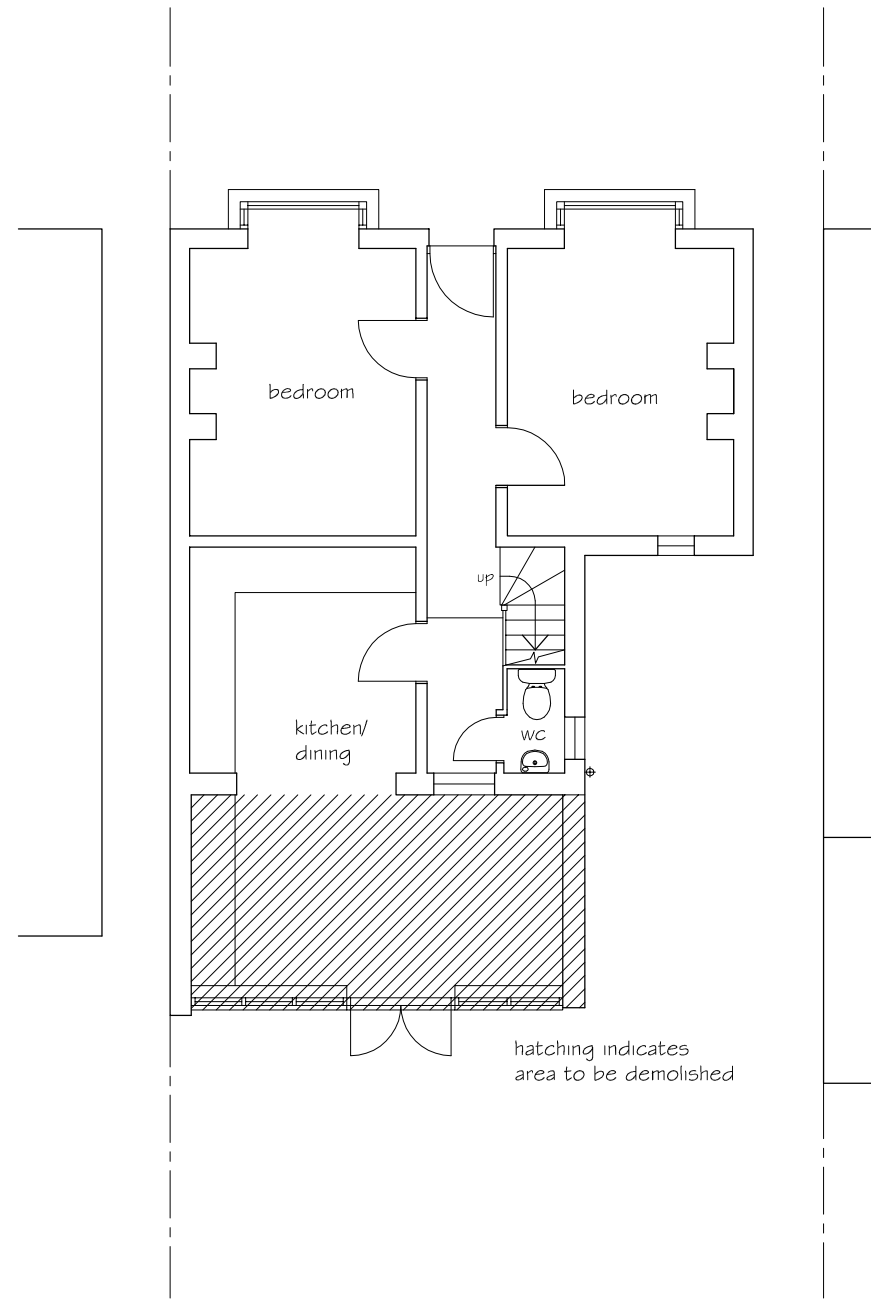 bedroom
bedroom
up
kitchen/
dining
wc
hatching indicates
area to be demolished